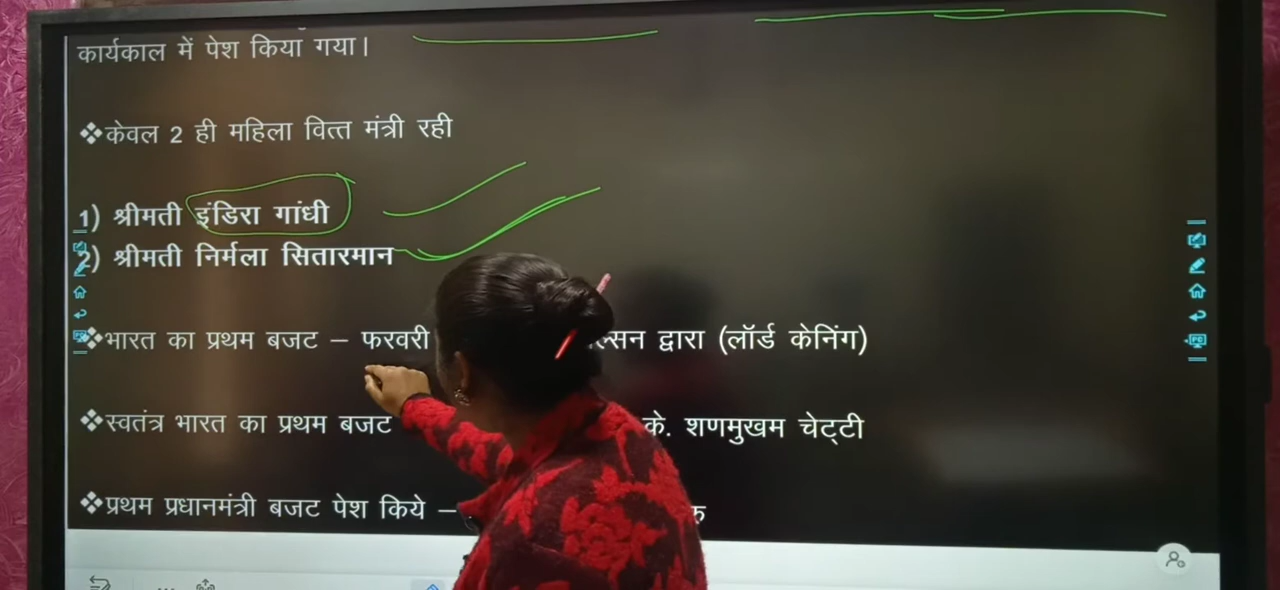 कार्यकाल में पेश किया गया।
❖केवल 2 ही महिला वित्त मंत्री रही
1) श्रीमती इंडिरा गांधी
2) श्रीमती निर्मला सितारमान
❖भारत का प्रथम बजट – फरवरी द्वारा (लॉर्ड केनिंग)
❖स्वतंत्र भारत का प्रथम बजट के. शणमुखम चेट्टी
❖प्रथम प्रधानमंत्री बजट पेश किये –